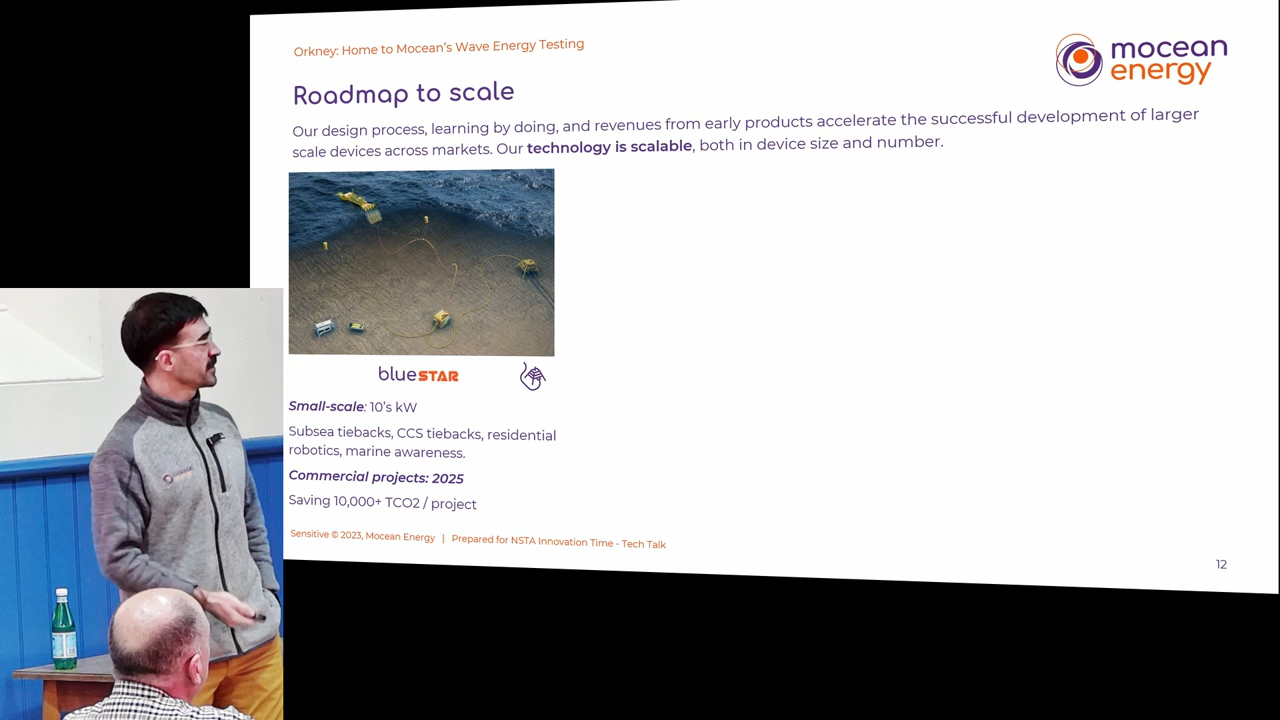 Orkney: Home to Mocean's Wave Energy Testing
mocean
energy
Roadmap to scale
Our design process, learning by doing, and revenues from early products accelerate the successful development of larger
scale devices across markets. Our technology is scalable, both in device size and number.
blueSTAR
Small-scale: 10's kW
Subsea tiebacks, CCS tiebacks, residential
robotics, marine awareness.
Commercial projects: 2025
Saving 10,000+ TCO2 / project
Sensitive © 2023, Mocean Energy | Prepared for NSTA Innovation Time - Tech Talk
12